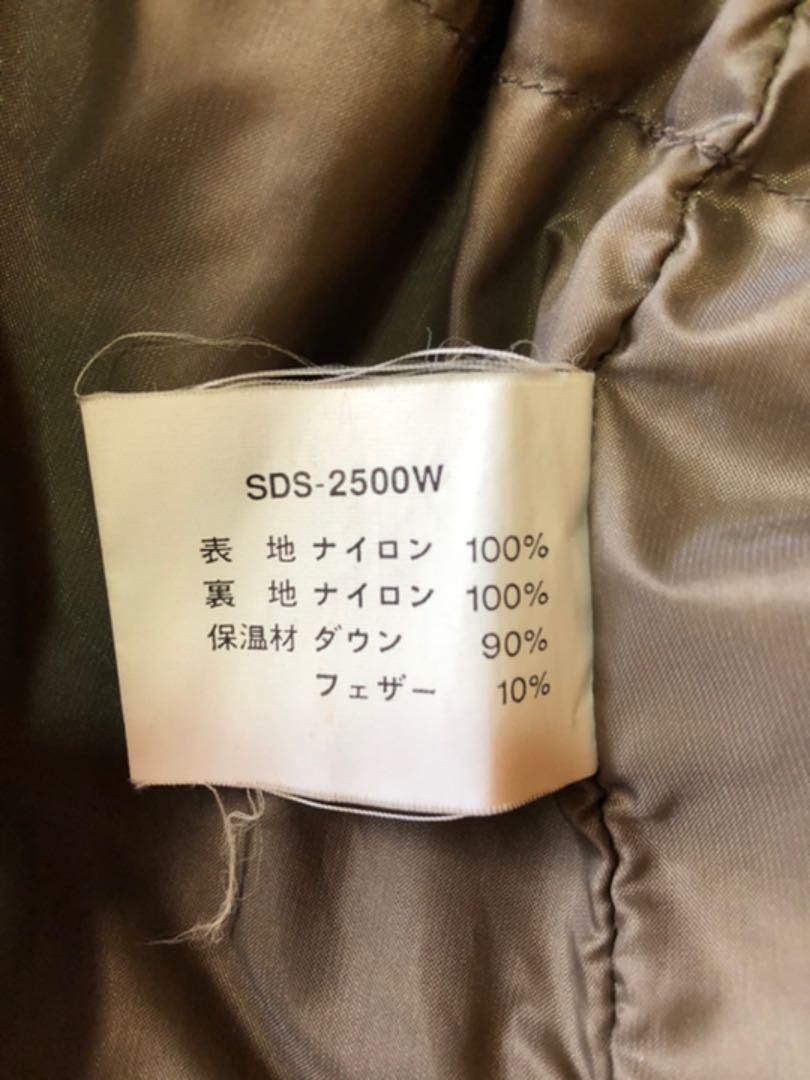 SDS-2500W
表　地 ナイロン 100%
裏　地 ナイロン 100%
保温材 ダウン 90%
フェザー 10%